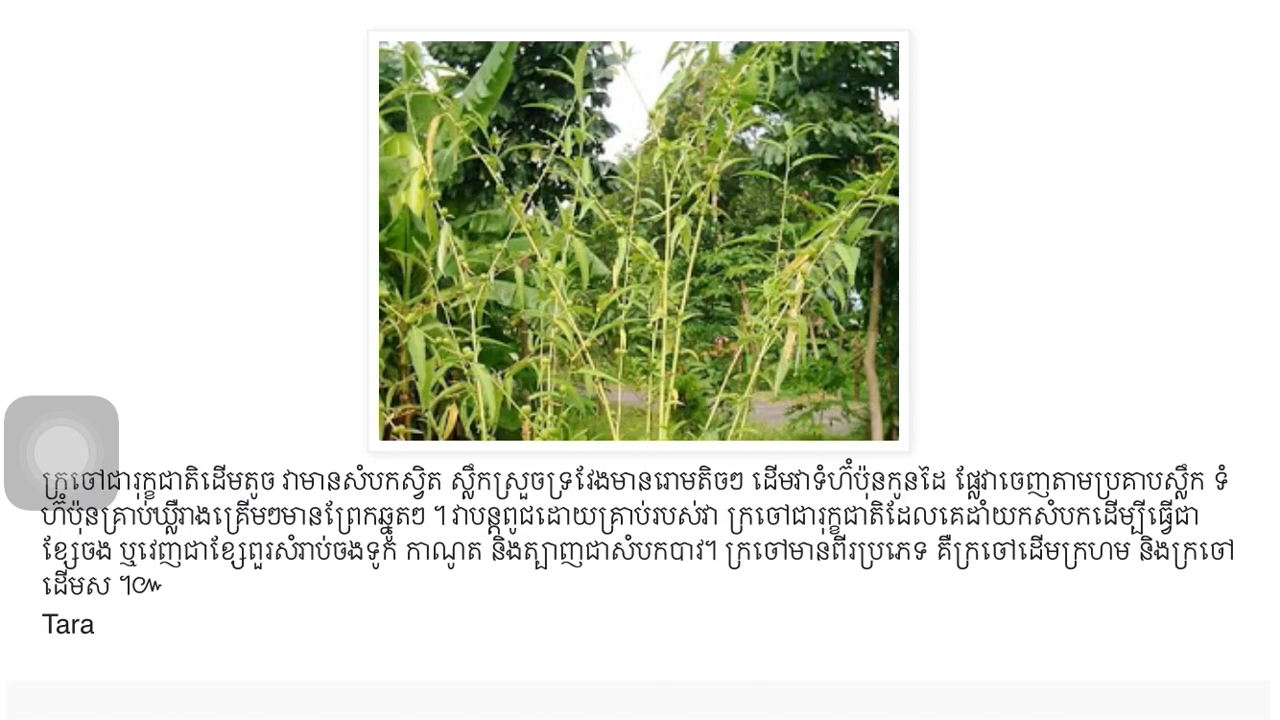 ក្រចៅជារុក្ខជាតិដើមតូច វាមានសំបកស្វិត ស្លឹកស្រួចទ្រវែងមានរោមតិចៗ ដើមវាទំហ៊ំប៉ុនកូនដៃ ផ្លែវាចេញតាមប្រគាបស្លឹក ទំ
ហ៊ំប៉ុនគ្រាប់ឃ្លឺរាងគ្រើមៗមានព្រែកឆ្នូតៗ ។ វាបន្តពូជដោយគ្រាប់របស់វា ក្រចៅជារុក្ខជាតិដែលគេដាំយកសំបកដើម្បីធ្វើជា
ខ្សែចង ឬវេញជាខ្សែពួរសំរាប់ចងទូក កាណូត និងត្បាញជាសំបកបាវ។ ក្រចៅមានពីរប្រភេទ គឺក្រចៅដើមក្រហម និងក្រចៅ
ដើមស ។៚
Tara